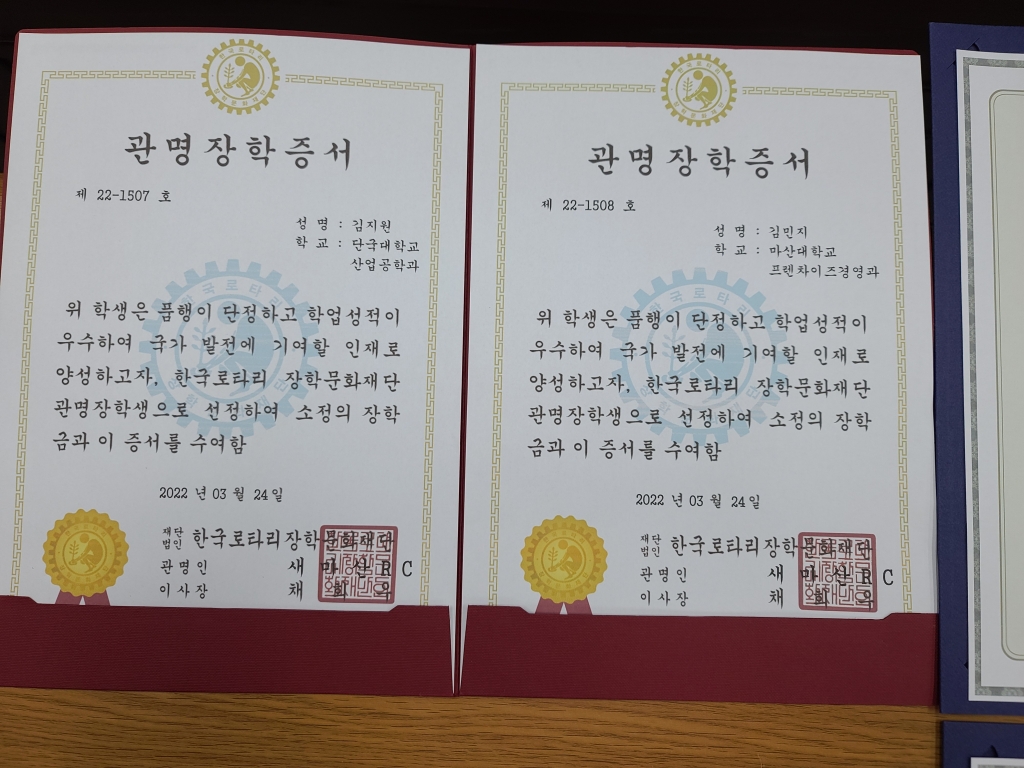 관명장학증서
제 22-1507 호
성 명 : 김지원
학 교 : 단국대학교
산업공학과
위 학생은 품행이 단정하고 학업성적이
우수하여 국가 발전에 기여할 인재로
양성하고자, 한국로타리 장학문화재단
관명장학생으로 선정하여 소정의 장학
금과 이 증서를 수여함
2022 년 03 월 24일
재단
법인 한국로타리장학문화재단
관명인 새 마 산 R C
이사장 채 희
관명장학증서
제 22-1508 호
성 명 : 김민지
학 교 : 마산대학교
프렌차이즈경영과
위 학생은 품행이 단정하고 학업성적이
우수하여 국가 발전에 기여할 인재로
양성하고자, 한국로타리 장학문화재단
관명장학생으로 선정하여 소정의 장학
금과 이 증서를 수여함
2022 년 03 월 24일
재단
법인 한국로타리장학문화재단
관명인 새 마 산 R C
이사장 채 희